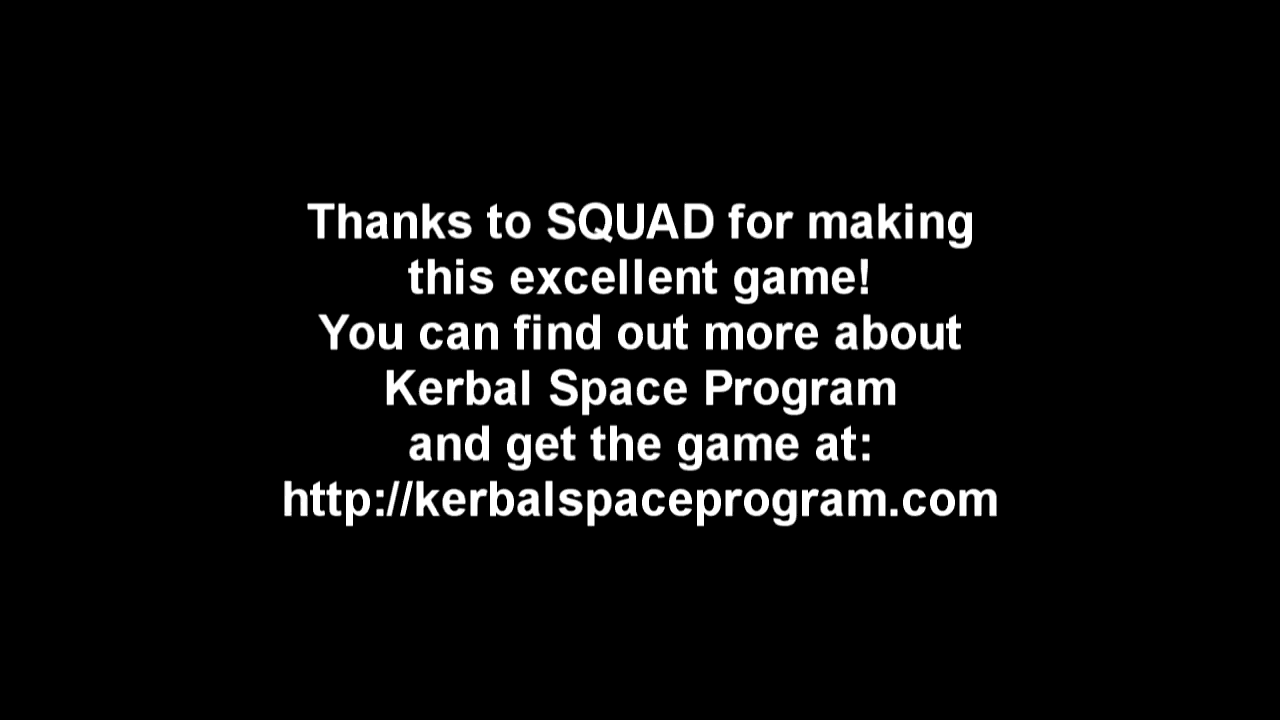 Thanks to SQUAD for making
this excellent game!
You can find out more about
Kerbal Space Program
and get the game at:
http://kerbalspaceprogram.com